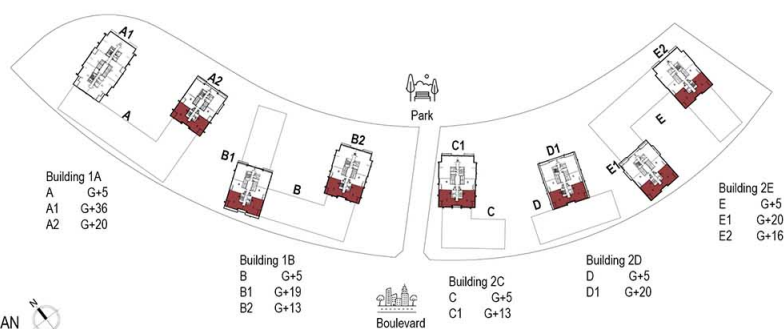 A1
A2
A
Park
E2
E
E1
B1
B2
B
C1
C
D1
D
Building 1A
A G+5
A1 G+36
A2 G+20
Building 1B
B G+5
B1 G+19
B2 G+13
Building 2C
C G+5
C1 G+13
Building 2D
D G+5
D1 G+20
Building 2E
E G+5
E1 G+20
E2 G+16
Boulevard
N
AN